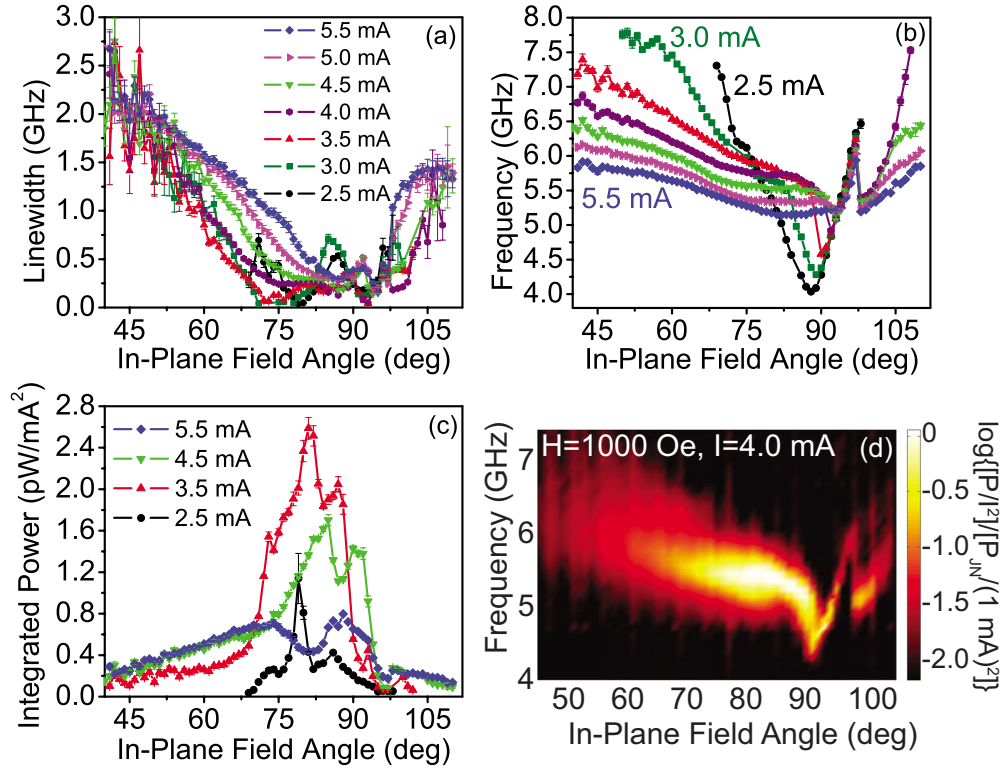 (a)
Linewidth (GHz)
3.0
2.5
2.0
1.5
1.0
0.5
0.0
5.5 mA
5.0 mA
4.5 mA
4.0 mA
3.5 mA
3.0 mA
2.5 mA
45 60 75 90 105
In-Plane Field Angle (deg)
(b)
Frequency (GHz)
8.0
7.5
7.0
6.5
6.0
5.5
5.0
4.5
4.0
3.0 mA
2.5 mA
5.5 mA
45 60 75 90 105
In-Plane Field Angle (deg)
(c)
Integrated Power (pW/mA²)
2.8
2.4
2.0
1.6
1.2
0.8
0.4
0.0
5.5 mA
4.5 mA
3.5 mA
2.5 mA
45 60 75 90 105
In-Plane Field Angle (deg)
H=1000 Oe, I=4.0 mA (d)
Frequency (GHz)
7
6
5
4
50 60 70 80 90 100
In-Plane Field Angle (deg)
0
−0.5
−1.0
−1.5
−2.0
log{[P/I²]/[P_JN/(1 mA)²]}